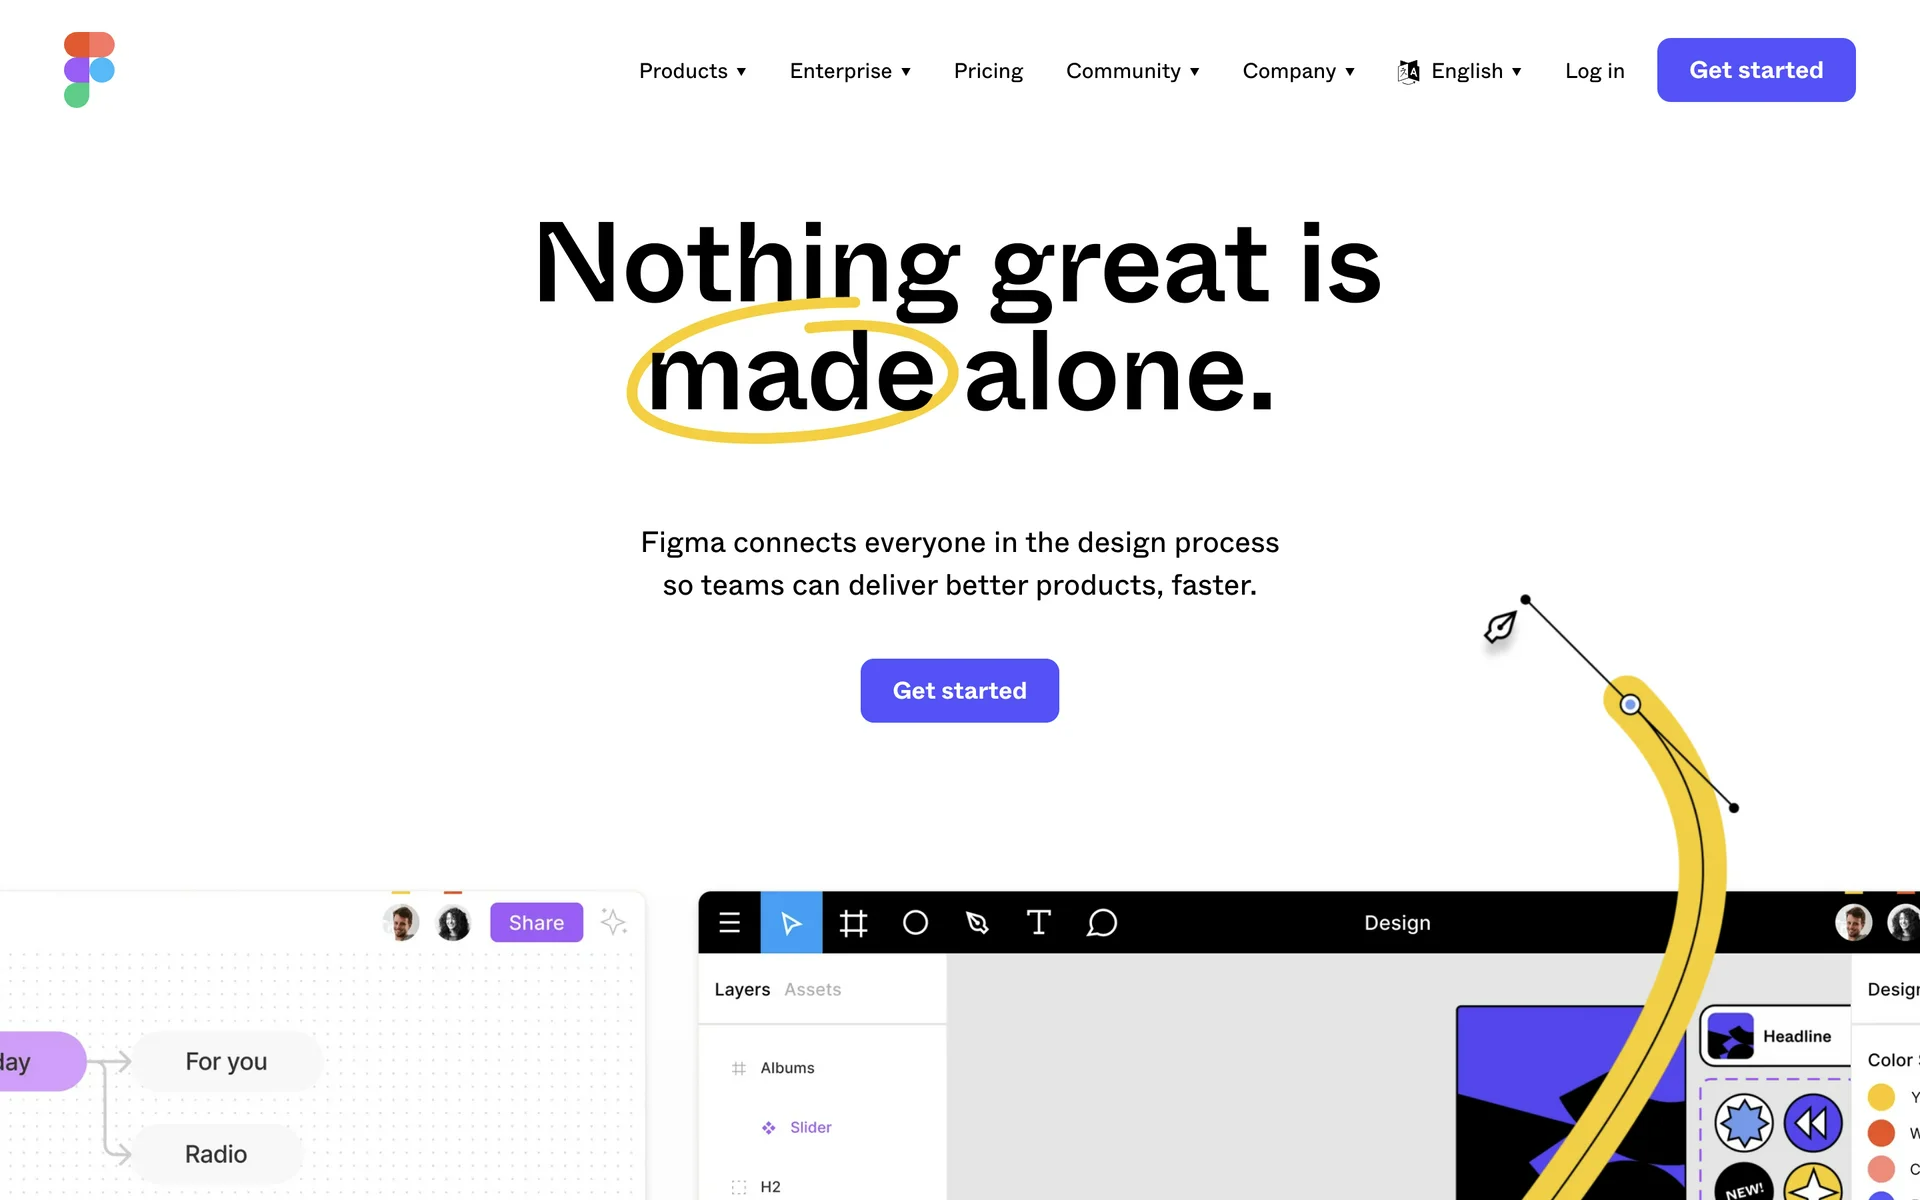 Products ▼ Enterprise ▼ Pricing Community ▼ Company ▼ English ▼ Log in Get started
Nothing great is
made alone.
Figma connects everyone in the design process
so teams can deliver better products, faster.
Get started
Share
day
For you
Radio
Design
Layers Assets
Albums
Slider
H2
Headline
NEW!
Design
Color